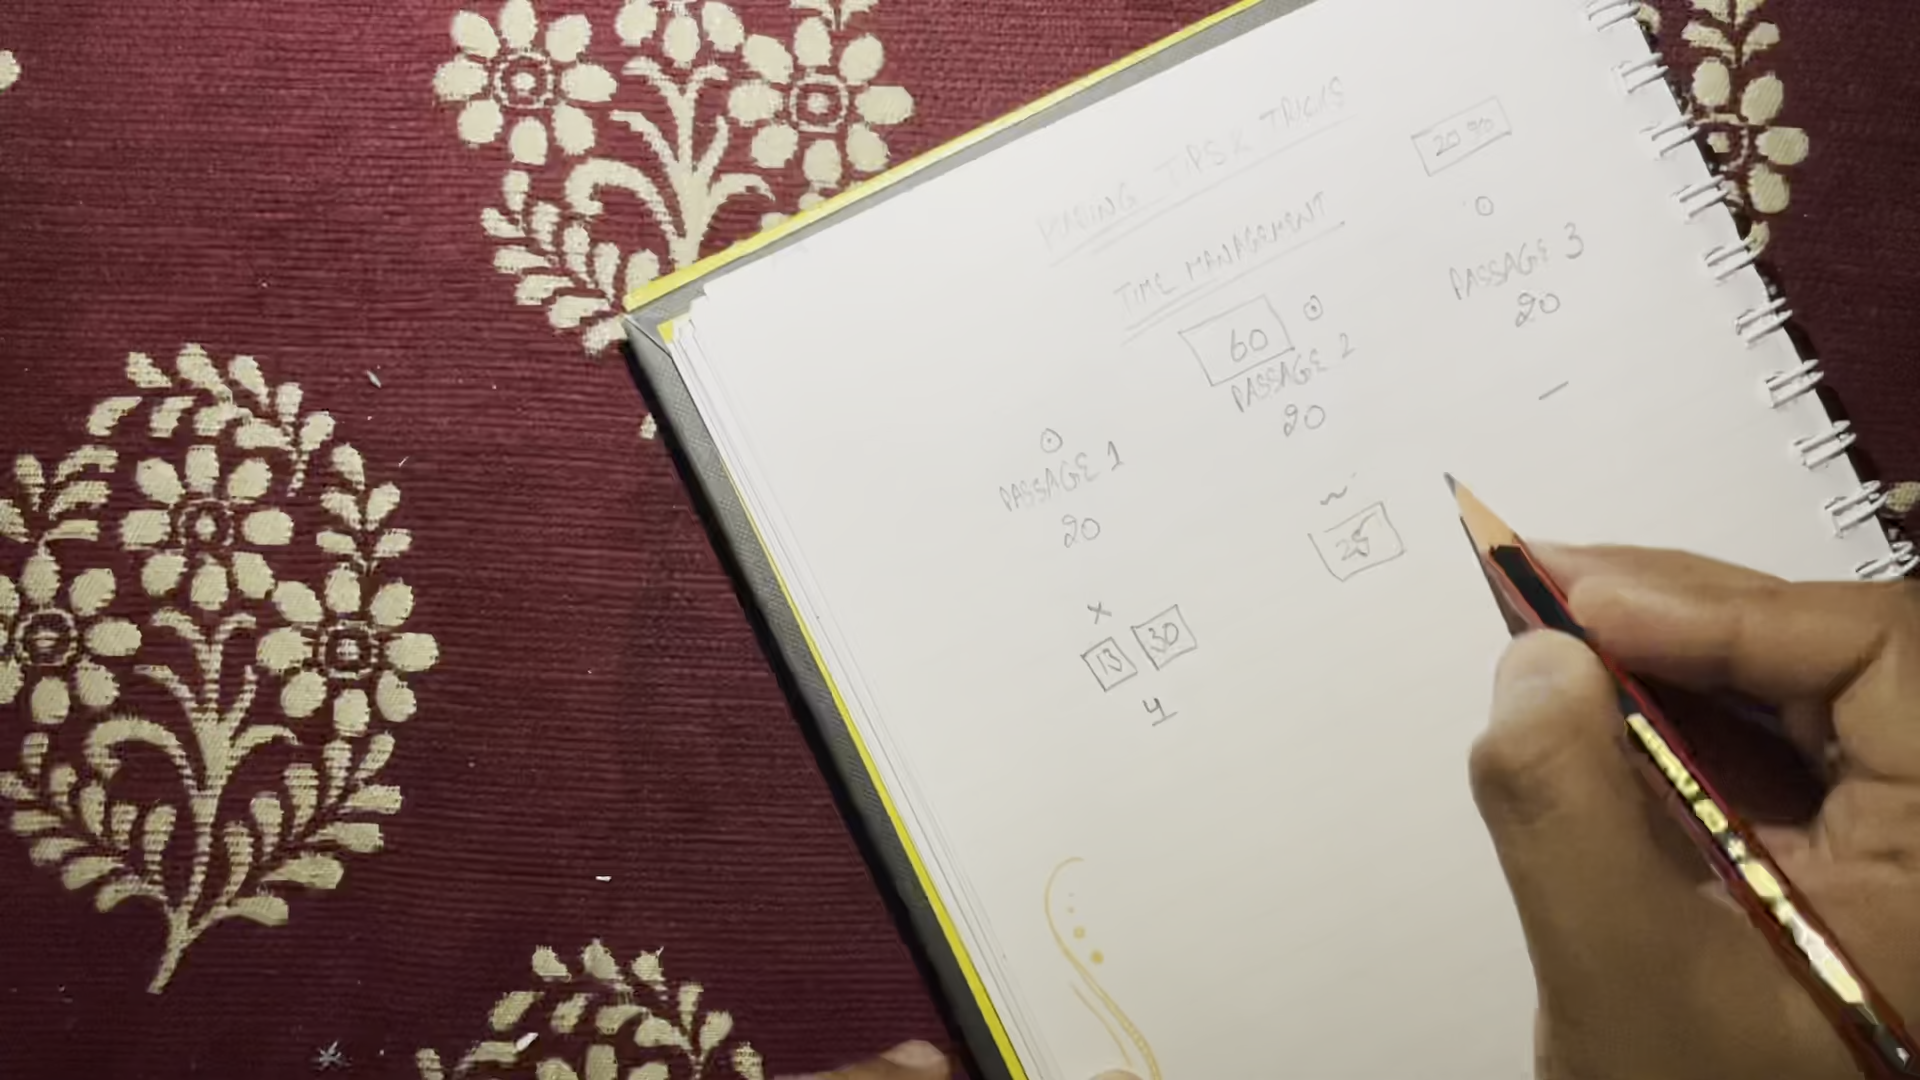 READING TIPS & TRICKS
20 90
TIME MANAGEMENT
60
PASSAGE 1
20
PASSAGE 2
20
PASSAGE 3
20
x
13 30
25